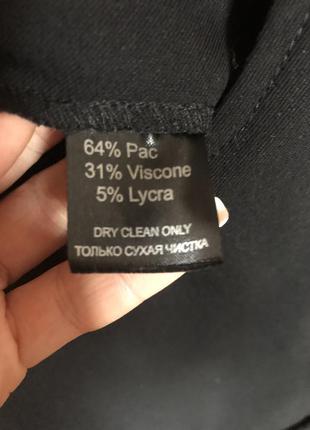 64% Pac
31% Viscone
5% Lycra
DRY CLEAN ONLY
ТОЛЬКО СУХАЯ ЧИСТКА